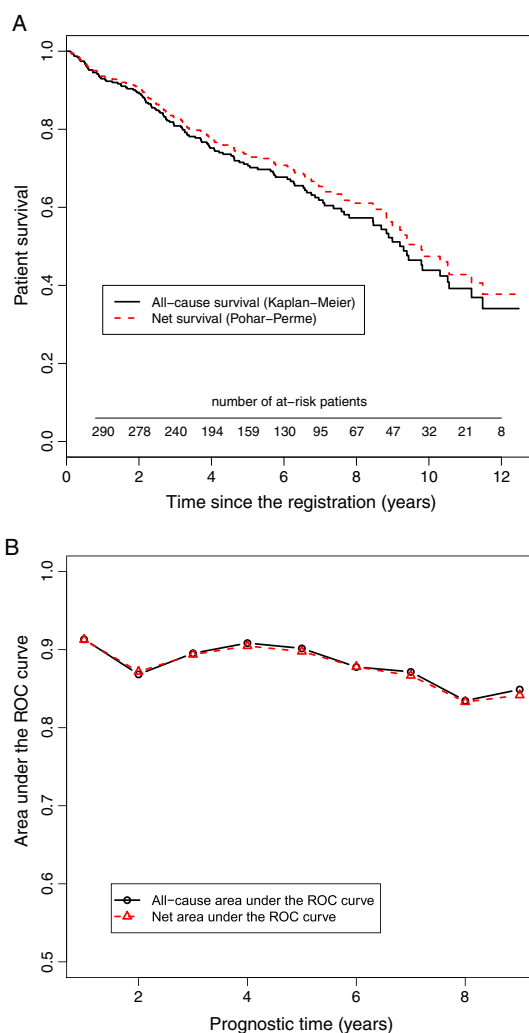 A
1.0
0.8
0.6
0.4
0.2
0.0
Patient survival
All−cause survival (Kaplan−Meier)
Net survival (Pohar−Perme)
number of at−risk patients
290 278 240 194 159 130 95 67 47 32 21 8
0 2 4 6 8 10 12
Time since the registration (years)
B
1.0
0.9
0.8
0.7
0.6
0.5
Area under the ROC curve
All−cause area under the ROC curve
Net area under the ROC curve
2 4 6 8
Prognostic time (years)